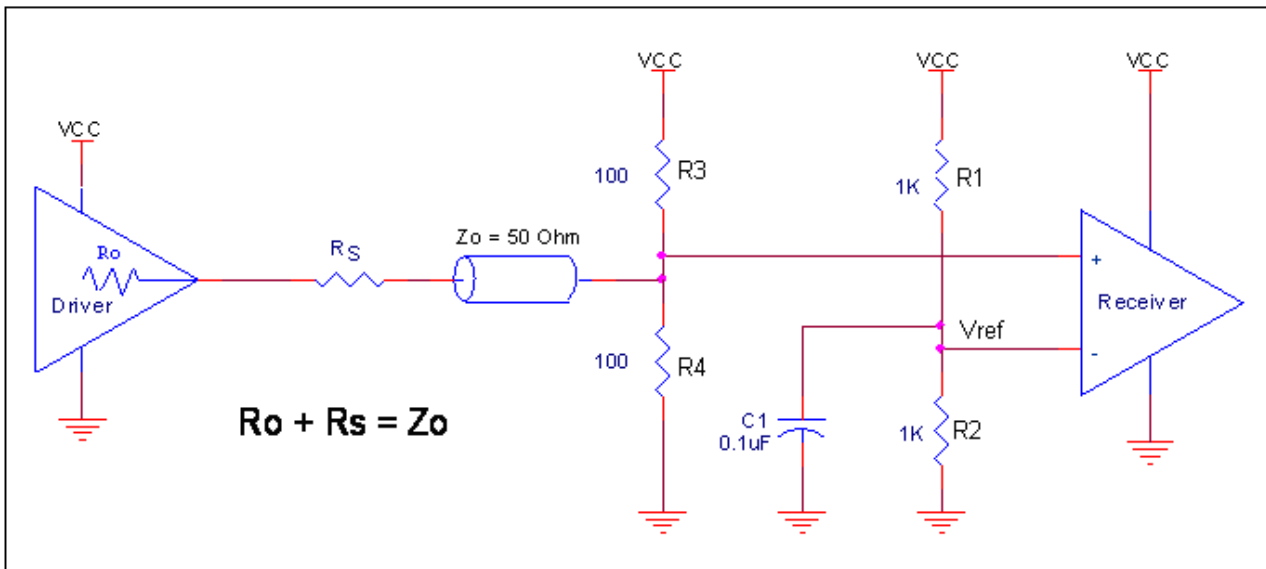 VCC
VCC
VCC
VCC
R3
100
R1
1K
Ro
Driver
RS
Zo = 50 Ohm
+
Receiver
Vref
-
R4
100
Ro + Rs = Zo
C1
0.1uF
R2
1K